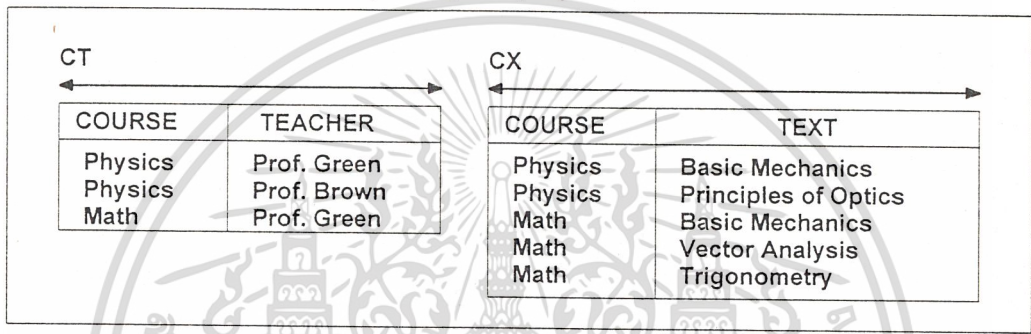 CT
COURSE TEACHER
Physics Prof. Green
Physics Prof. Brown
Math Prof. Green
CX
COURSE TEXT
Physics Basic Mechanics
Physics Principles of Optics
Math Basic Mechanics
Math Vector Analysis
Math Trigonometry